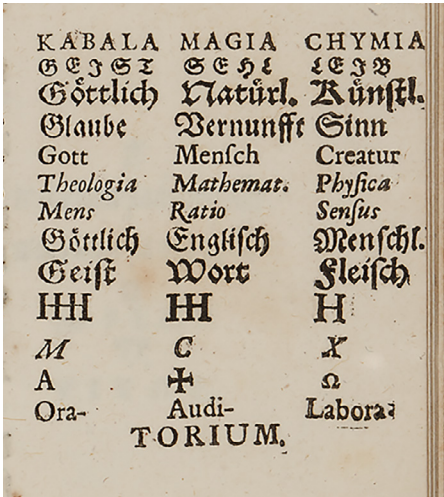 KABALA MAGIA CHYMIA
GEIST SEHL LEIB
Göttlich Natürl. Künſtl.
Glaube Vernunfft Sinn
Gott Menſch Creatur
Theologia Mathemat. Phyſica
Mens Ratio Senſus
Göttlich Engliſch Menſchl.
Geiſt Wort Fleiſch
HHH HH H
M C X
A ✠ Ω
Ora- Audi- Labora:
TORIUM.